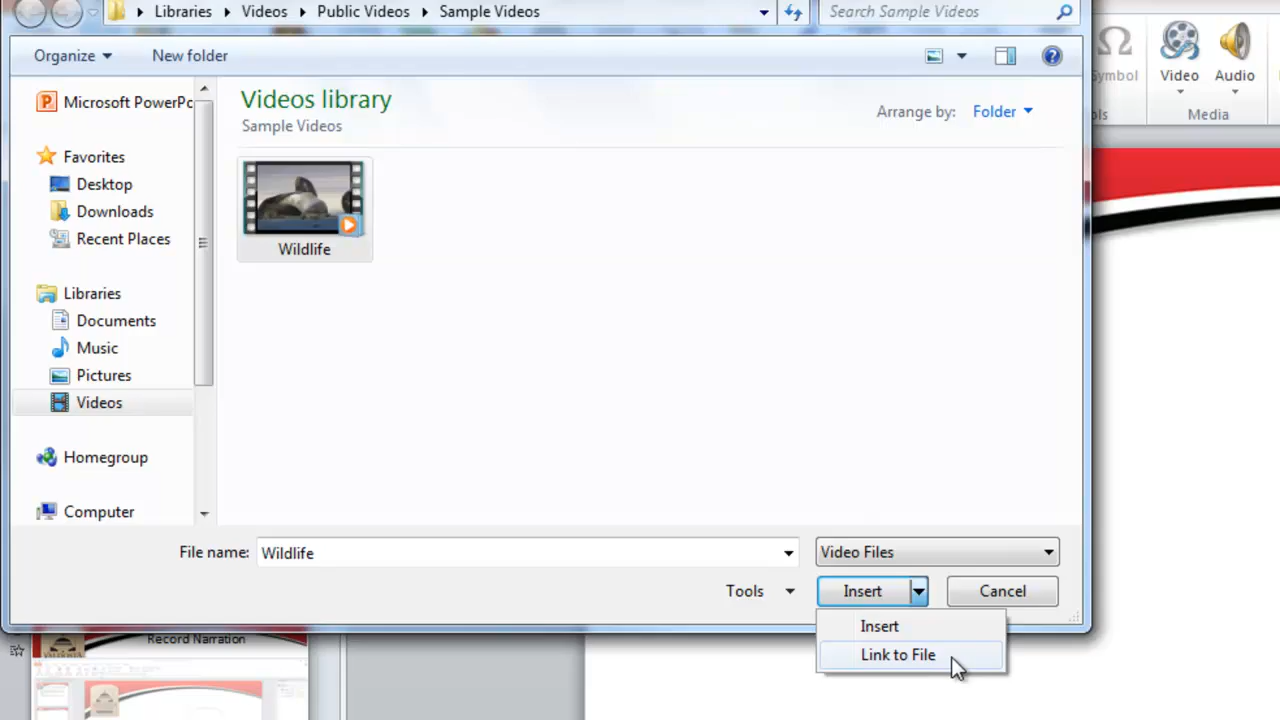 Libraries Videos Public Videos Sample Videos
Search Sample Videos
Organize New folder
Microsoft PowerPo
Favorites
Desktop
Downloads
Recent Places
Libraries
Documents
Music
Pictures
Videos
Homegroup
Computer
Videos library
Sample Videos
Arrange by: Folder
Wildlife
File name: Wildlife
Video Files
Tools Insert Cancel
Insert
Link to File
Symbol
Video
Audio
Media
Record Narration
VALDOSTA